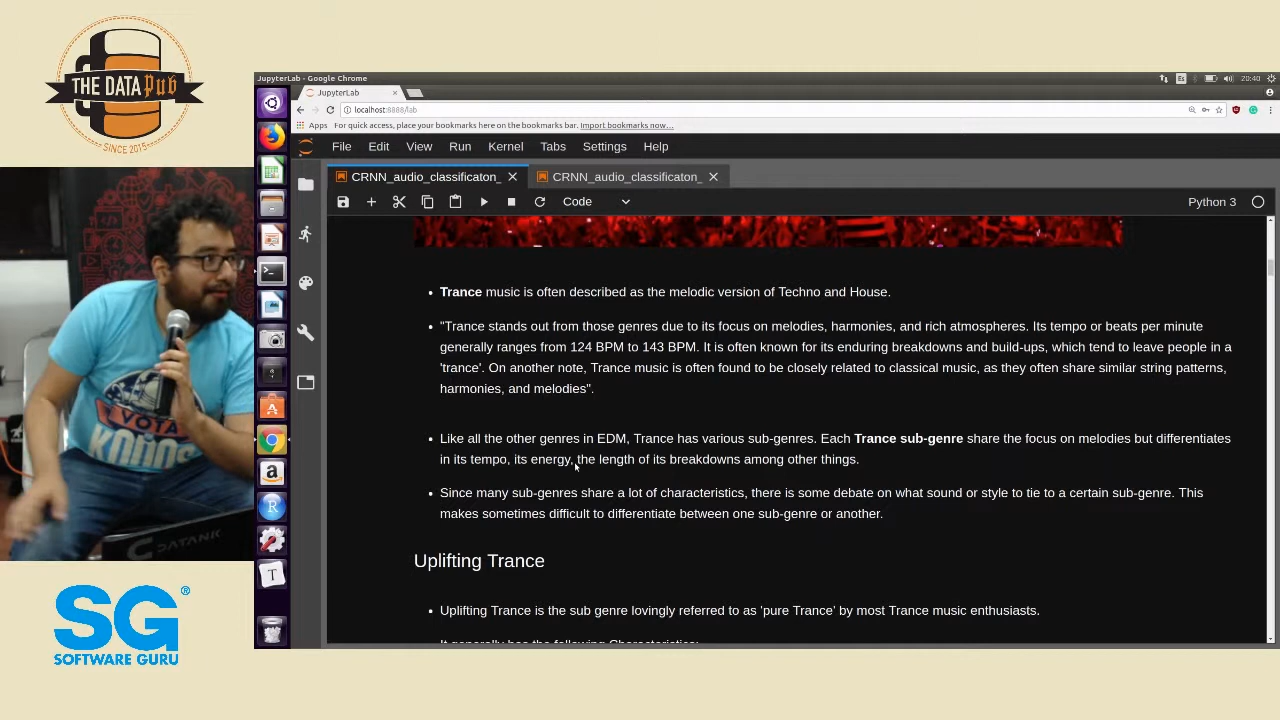 THE DATA Pub
SINCE 2015
JupyterLab - Google Chrome
Es
20:40
JupyterLab
localhost:8888/lab
Apps For quick access, place your bookmarks here on the bookmarks bar. Import bookmarks now...
File Edit View Run Kernel Tabs Settings Help
CRNN_audio_classificaton_
CRNN_audio_classificaton_
Code
Python 3
Trance music is often described as the melodic version of Techno and House.
"Trance stands out from those genres due to its focus on melodies, harmonies, and rich atmospheres. Its tempo or beats per minute
generally ranges from 124 BPM to 143 BPM. It is often known for its enduring breakdowns and build-ups, which tend to leave people in a
'trance'. On another note, Trance music is often found to be closely related to classical music, as they often share similar string patterns,
harmonies, and melodies".
Like all the other genres in EDM, Trance has various sub-genres. Each Trance sub-genre share the focus on melodies but differentiates
in its tempo, its energy, the length of its breakdowns among other things.
Since many sub-genres share a lot of characteristics, there is some debate on what sound or style to tie to a certain sub-genre. This
makes sometimes difficult to differentiate between one sub-genre or another.
Uplifting Trance
Uplifting Trance is the sub genre lovingly referred to as 'pure Trance' by most Trance music enthusiasts.
It generally has the following Characteristics:
VOTA
DATANK
SG®
SOFTWARE GURU